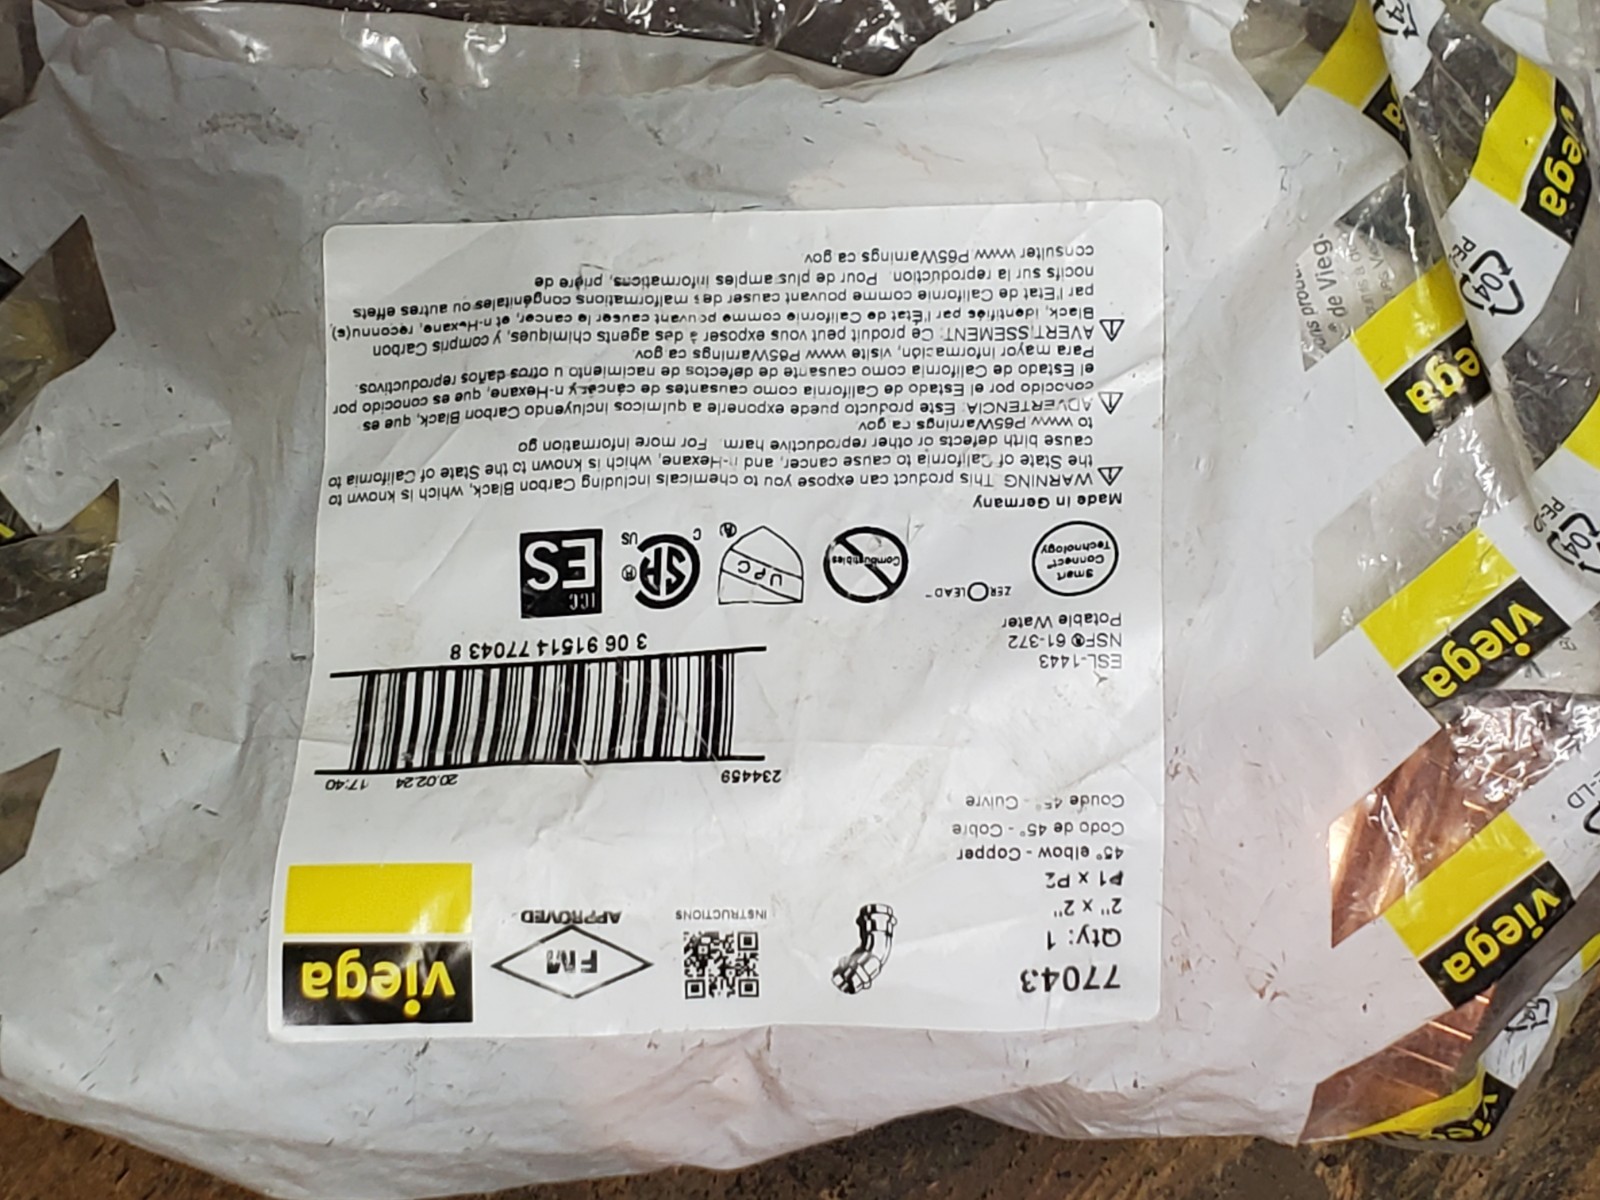 77043
Qty: 1
2" x 2"
P1 x P2
45° elbow - Copper
Codo de 45° - Cobre
Coude 45° - Cuivre
INSTRUCTIONS
FM
APPROVED
viega
234459 20.02.24 17:40
3 06 91514 77043 8
ESL-1443
NSF® 61-372
Potable Water
Smart
Connect®
Technology
ZERO LEAD™
Combustibles
UPC
®
C SA ® US
ICC
ES
Made in Germany
⚠ WARNING: This product can expose you to chemicals including Carbon Black, which is known to
the State of California to cause cancer, and n-Hexane, which is known to the State of California to
cause birth defects or other reproductive harm. For more information go
to www.P65Warnings.ca.gov
⚠ ADVERTENCIA: Este producto puede exponerle a químicos incluyendo Carbon Black, que es
conocido por el Estado de California como causantes de cáncer y n-Hexane, que es conocido por
el Estado de California como causante de defectos de nacimiento u otros daños reproductivos.
Para mayor información, visite www.P65Warnings.ca.gov
⚠ AVERTISSEMENT: Ce produit peut vous exposer à des agents chimiques, y compris Carbon
Black, identifiés par l'État de Californie comme pouvant causer le cancer, et n-Hexane, reconnu(s)
par l'État de Californie comme pouvant causer des malformations congénitales ou autres effets
nocifs sur la reproduction. Pour de plus amples informations, prière de
consulter www.P65Warnings.ca.gov
viega
viega
viega
04
PE-LD
04
de Viega.